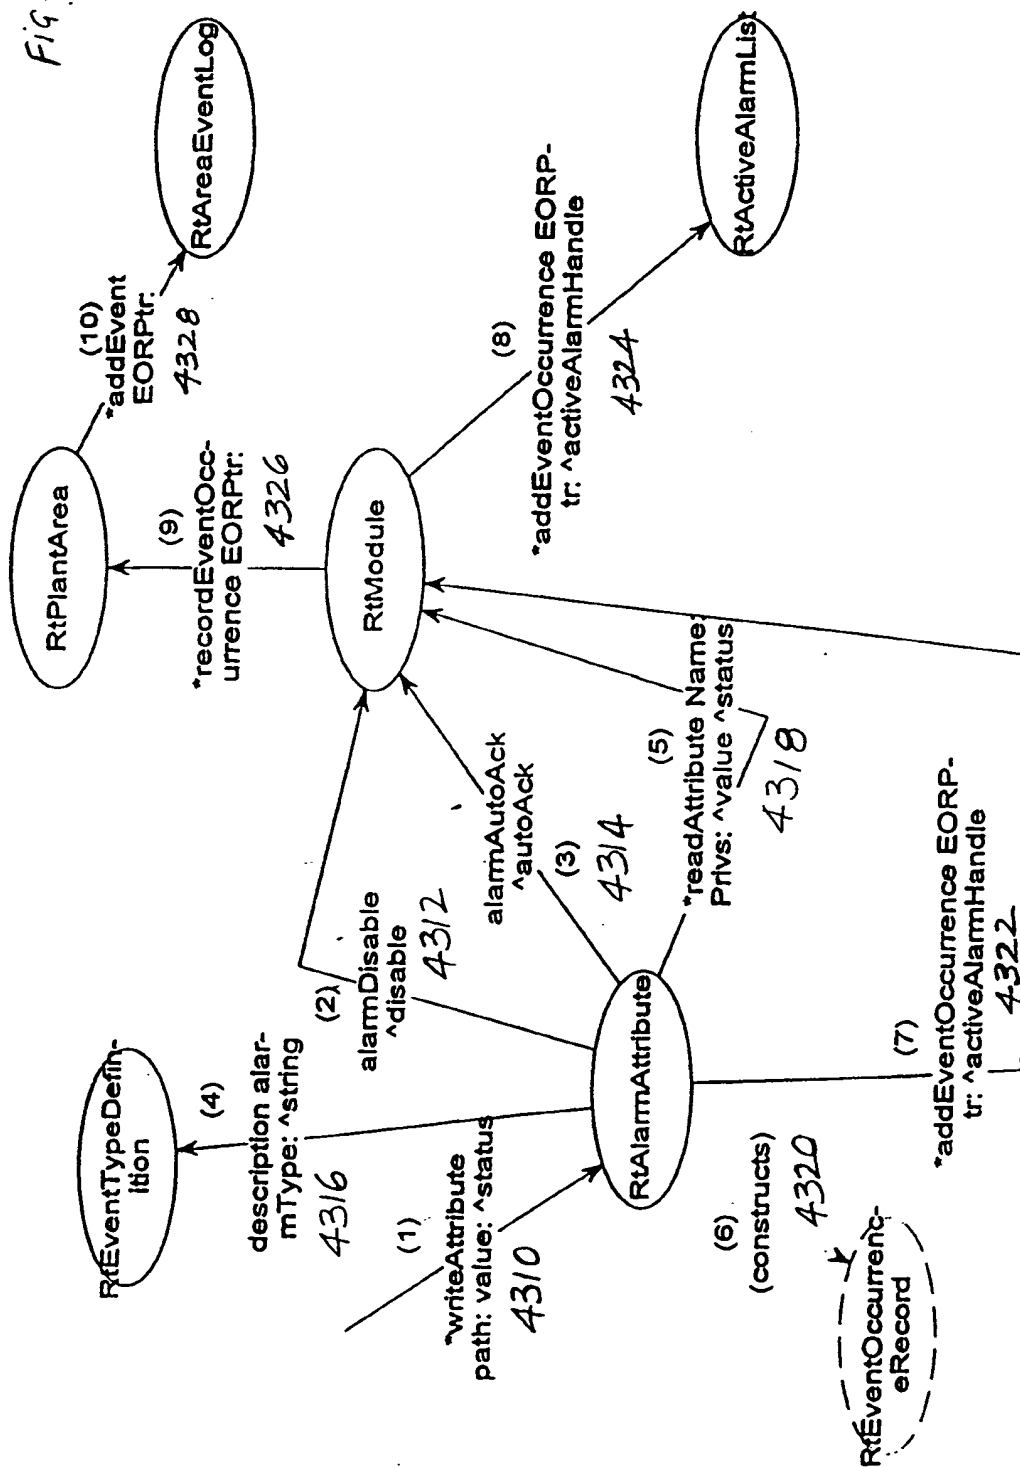 FIG.
RtEventTypeDefin-
ition
(4)
description alar-
mType: ^string
4316
(1)
*writeAttribute
path: value: ^status
4310
(2)
alarmDisable
^disable
4312
alarmAutoAck
^autoAck
(3)
4314
RtAlarmAttribute
(5)
*readAttribute Name:
Privs: ^value ^status
4318
(6)
(constructs)
4320
RtEventOccurrenc-
eRecord
(7)
*addEventOccurrence EORP-
tr: ^activeAlarmHandle
4322
RtModule
(8)
*addEventOccurrence EORP-
tr: ^activeAlarmHandle
4324
RtActiveAlarmList
(9)
*recordEventOcc-
urrence EORPtr:
4326
RtPlantArea
(10)
*addEvent
EORPtr:
4328
RtAreaEventLog